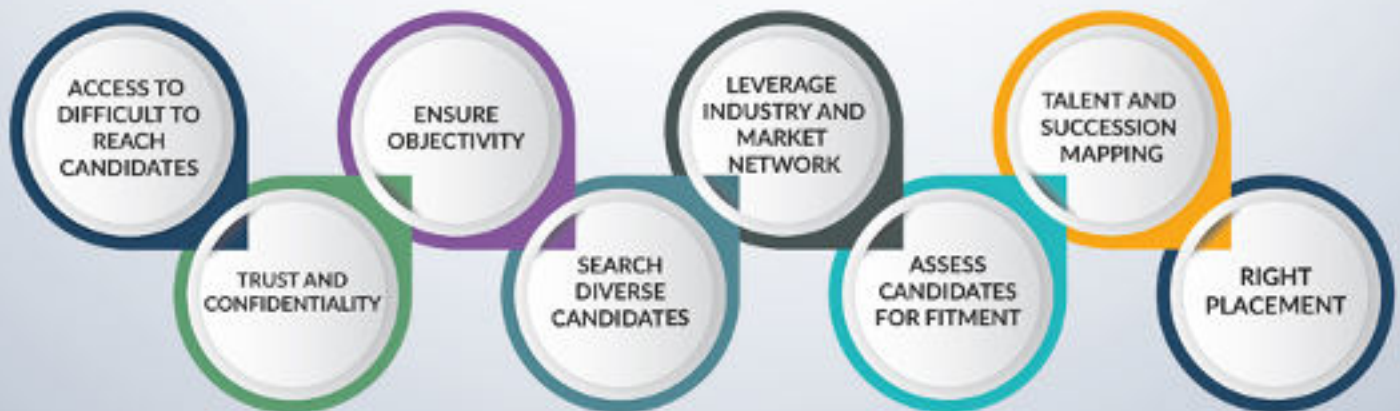 ACCESS TO
DIFFICULT TO
REACH
CANDIDATES
TRUST AND
CONFIDENTIALITY
ENSURE
OBJECTIVITY
SEARCH
DIVERSE
CANDIDATES
LEVERAGE
INDUSTRY AND
MARKET
NETWORK
ASSESS
CANDIDATES
FOR FITMENT
TALENT AND
SUCCESSION
MAPPING
RIGHT
PLACEMENT